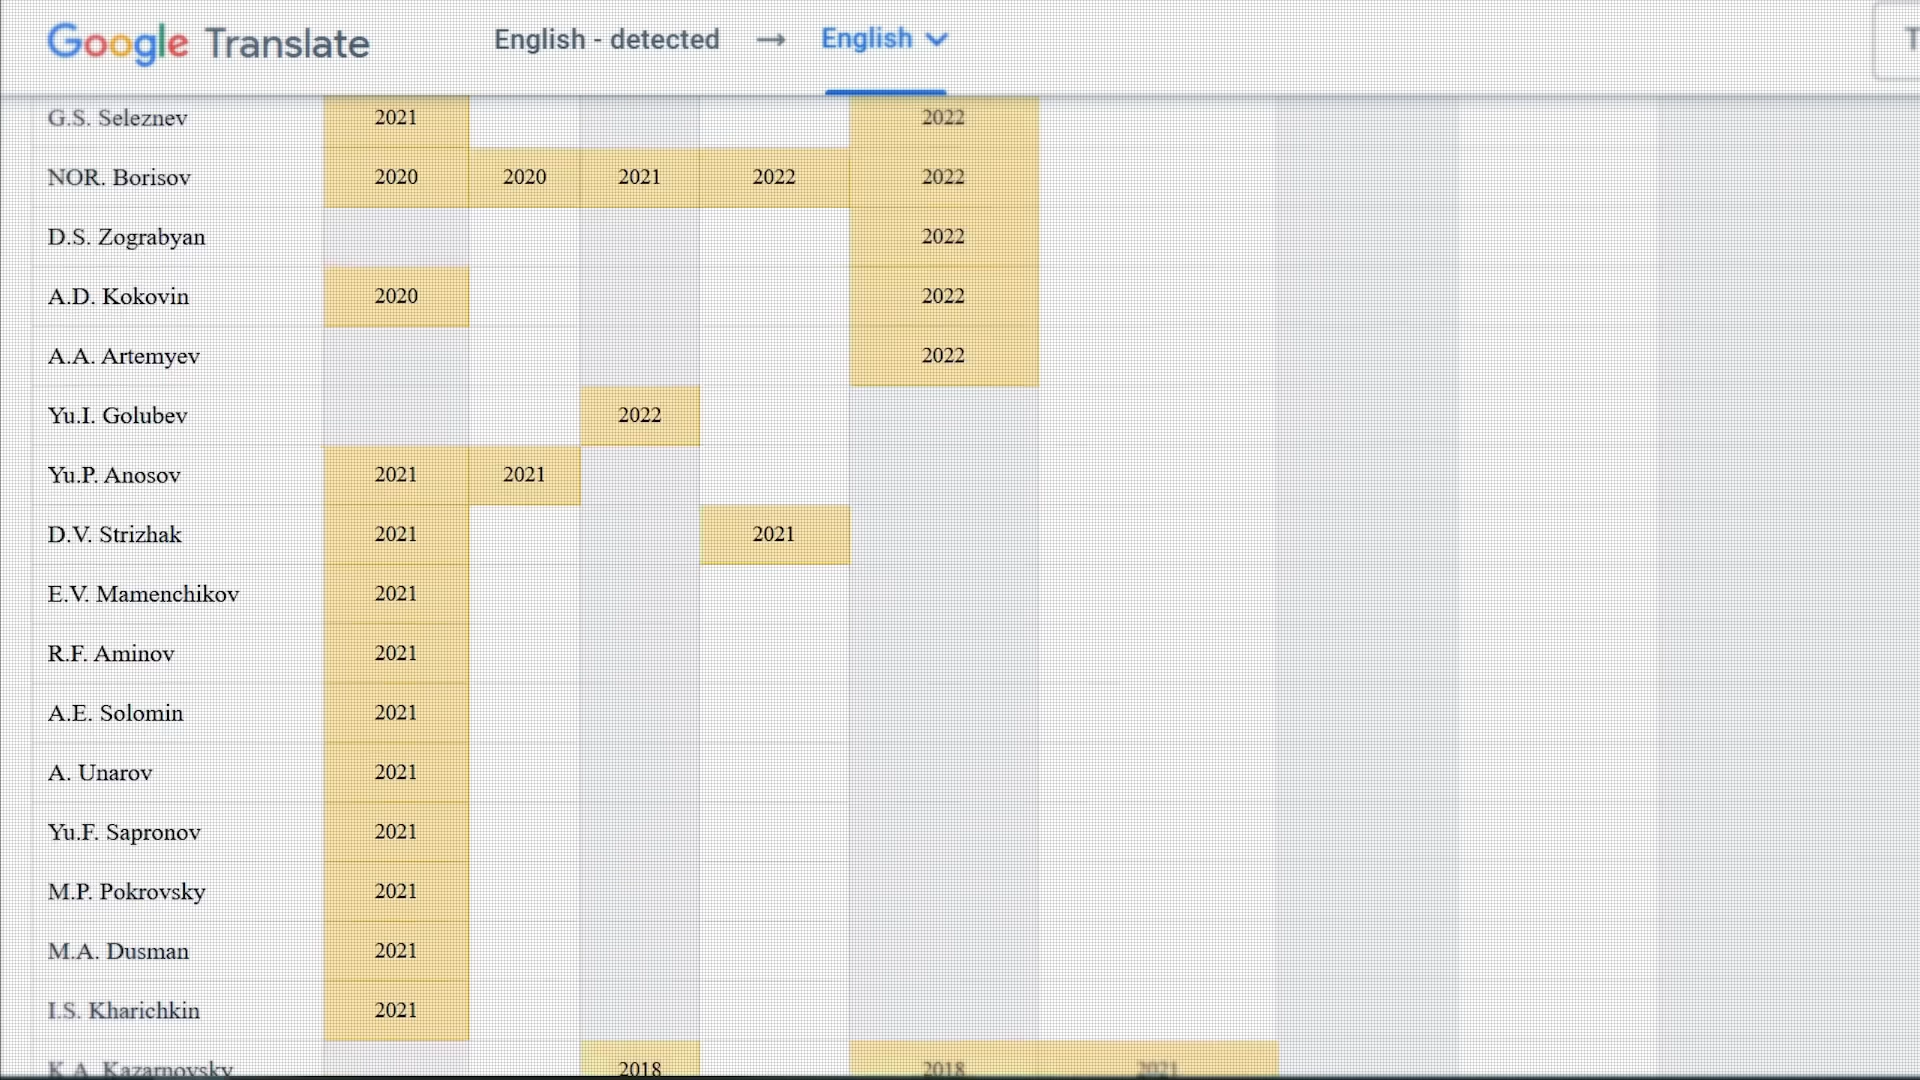 Google Translate English - detected → English T
G.S. Seleznev 2021 2022
NOR. Borisov 2020 2020 2021 2022 2022
D.S. Zograbyan 2022
A.D. Kokovin 2020 2022
A.A. Artemyev 2022
Yu.I. Golubev 2022
Yu.P. Anosov 2021 2021
D.V. Strizhak 2021 2021
E.V. Mamenchikov 2021
R.F. Aminov 2021
A.E. Solomin 2021
A. Unarov 2021
Yu.F. Sapronov 2021
M.P. Pokrovsky 2021
M.A. Dusman 2021
I.S. Kharichkin 2021
K.A. Kazarnovsky 2018 2018 2021